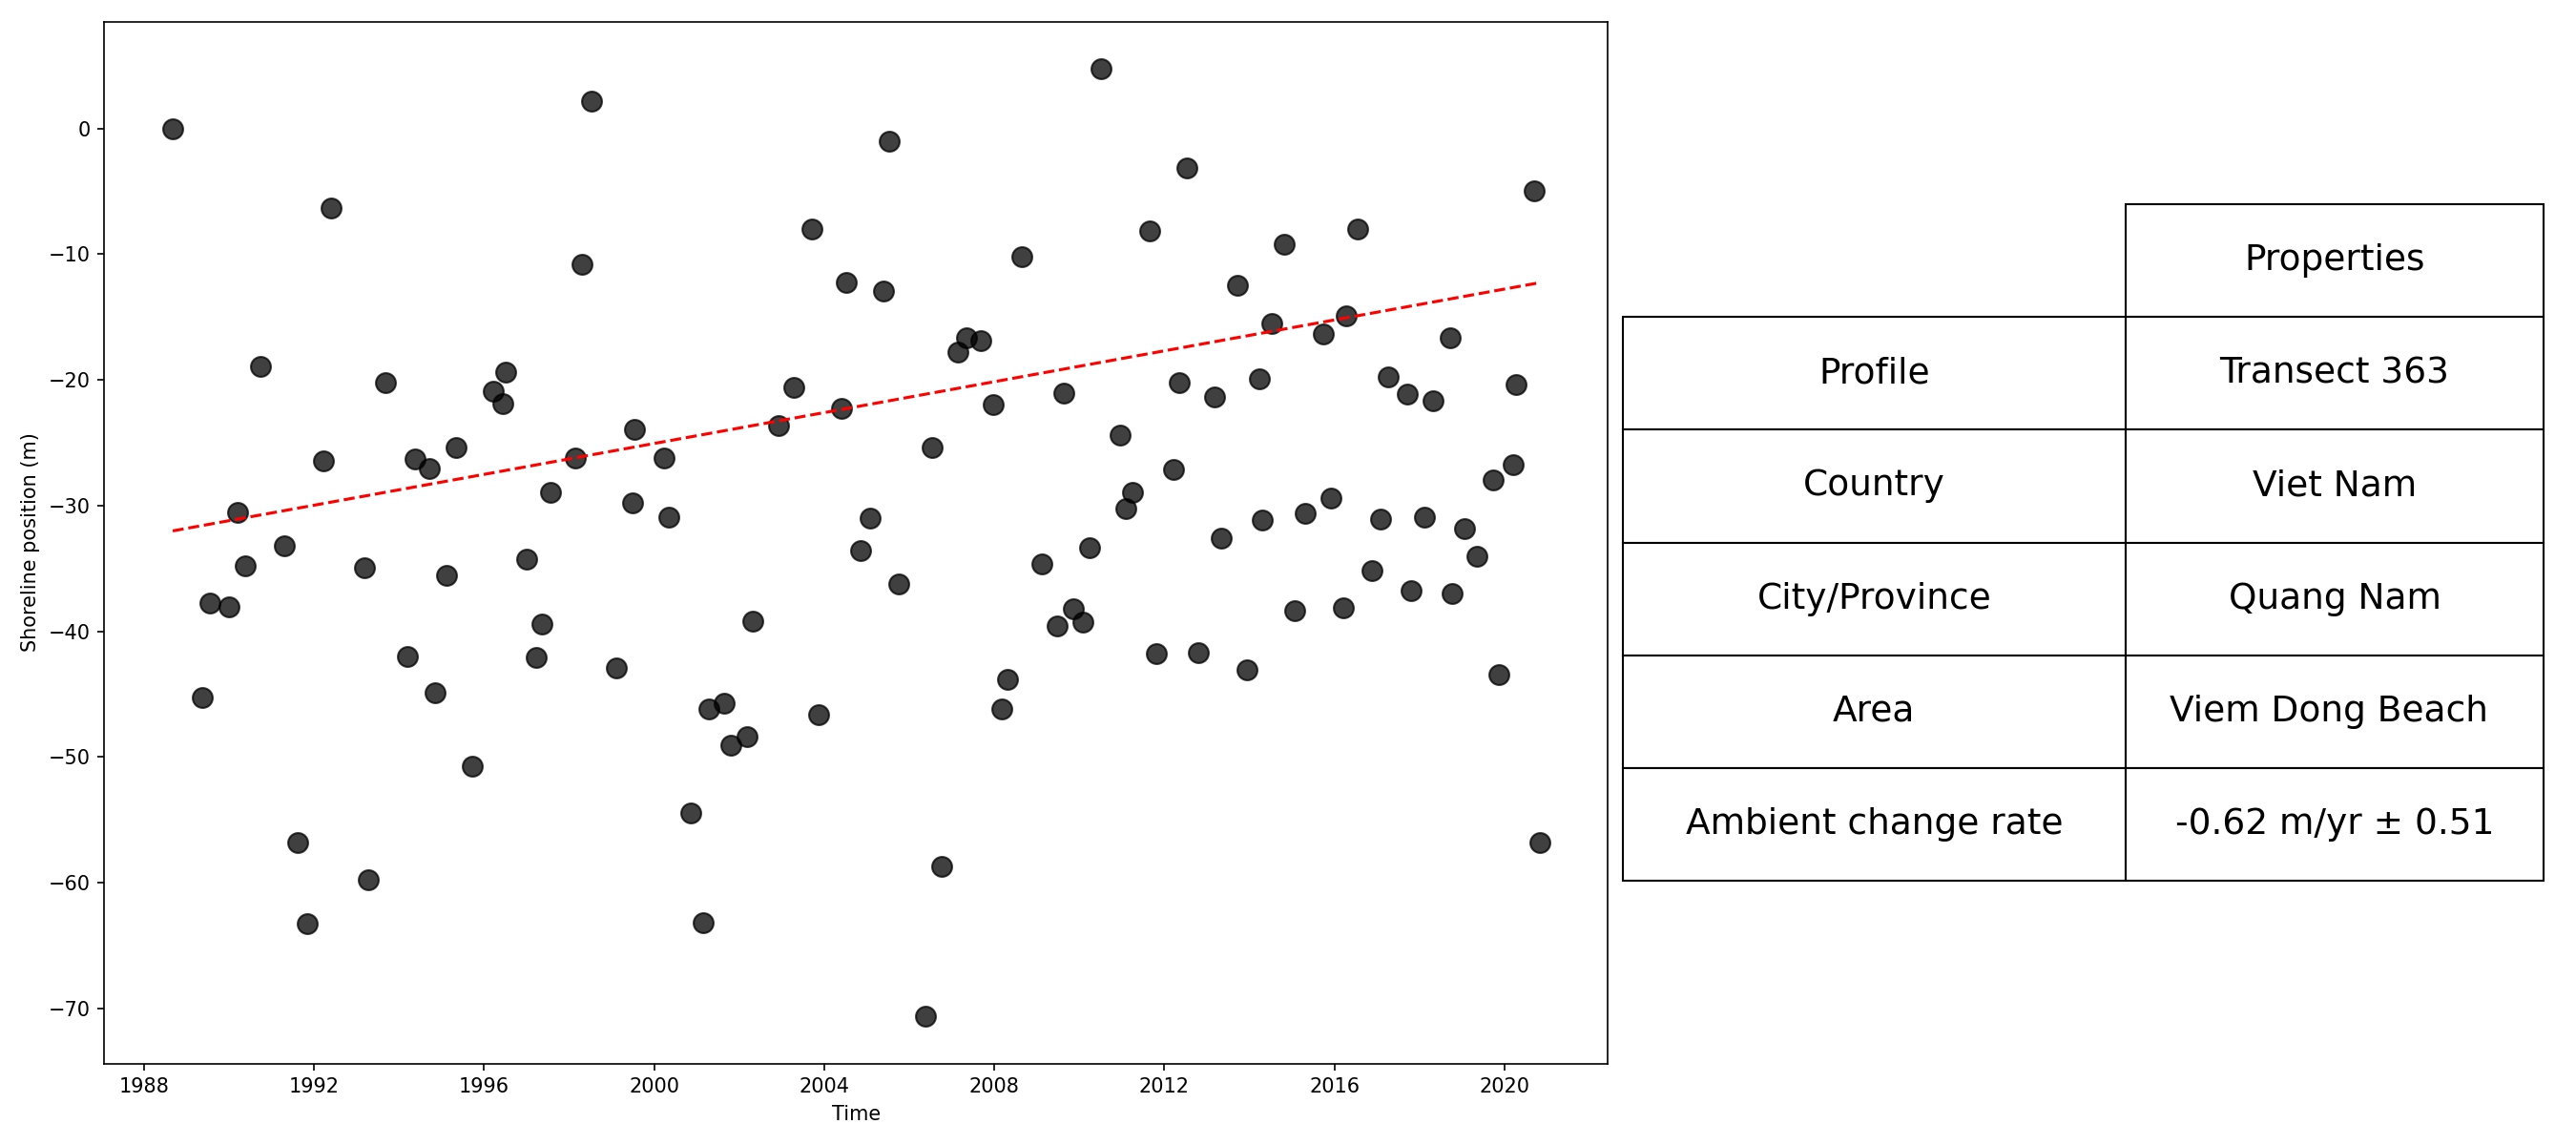 0
−10
−20
−30
−40
−50
−60
−70
Shoreline position (m)
1988 1992 1996 2000 2004 2008 2012 2016 2020
Time
Properties
Profile Transect 363
Country Viet Nam
City/Province Quang Nam
Area Viem Dong Beach
Ambient change rate -0.62 m/yr ± 0.51